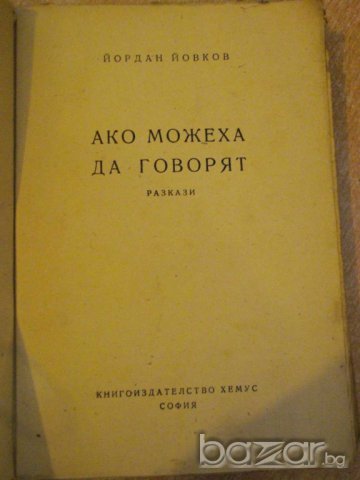 ЙОРДАН ЙОВКОВ
АКО МОЖЕХА
ДА ГОВОРЯТ
РАЗКАЗИ
КНИГОИЗДАТЕЛСТВО ХЕМУС
СОФИЯ
bazar.bg